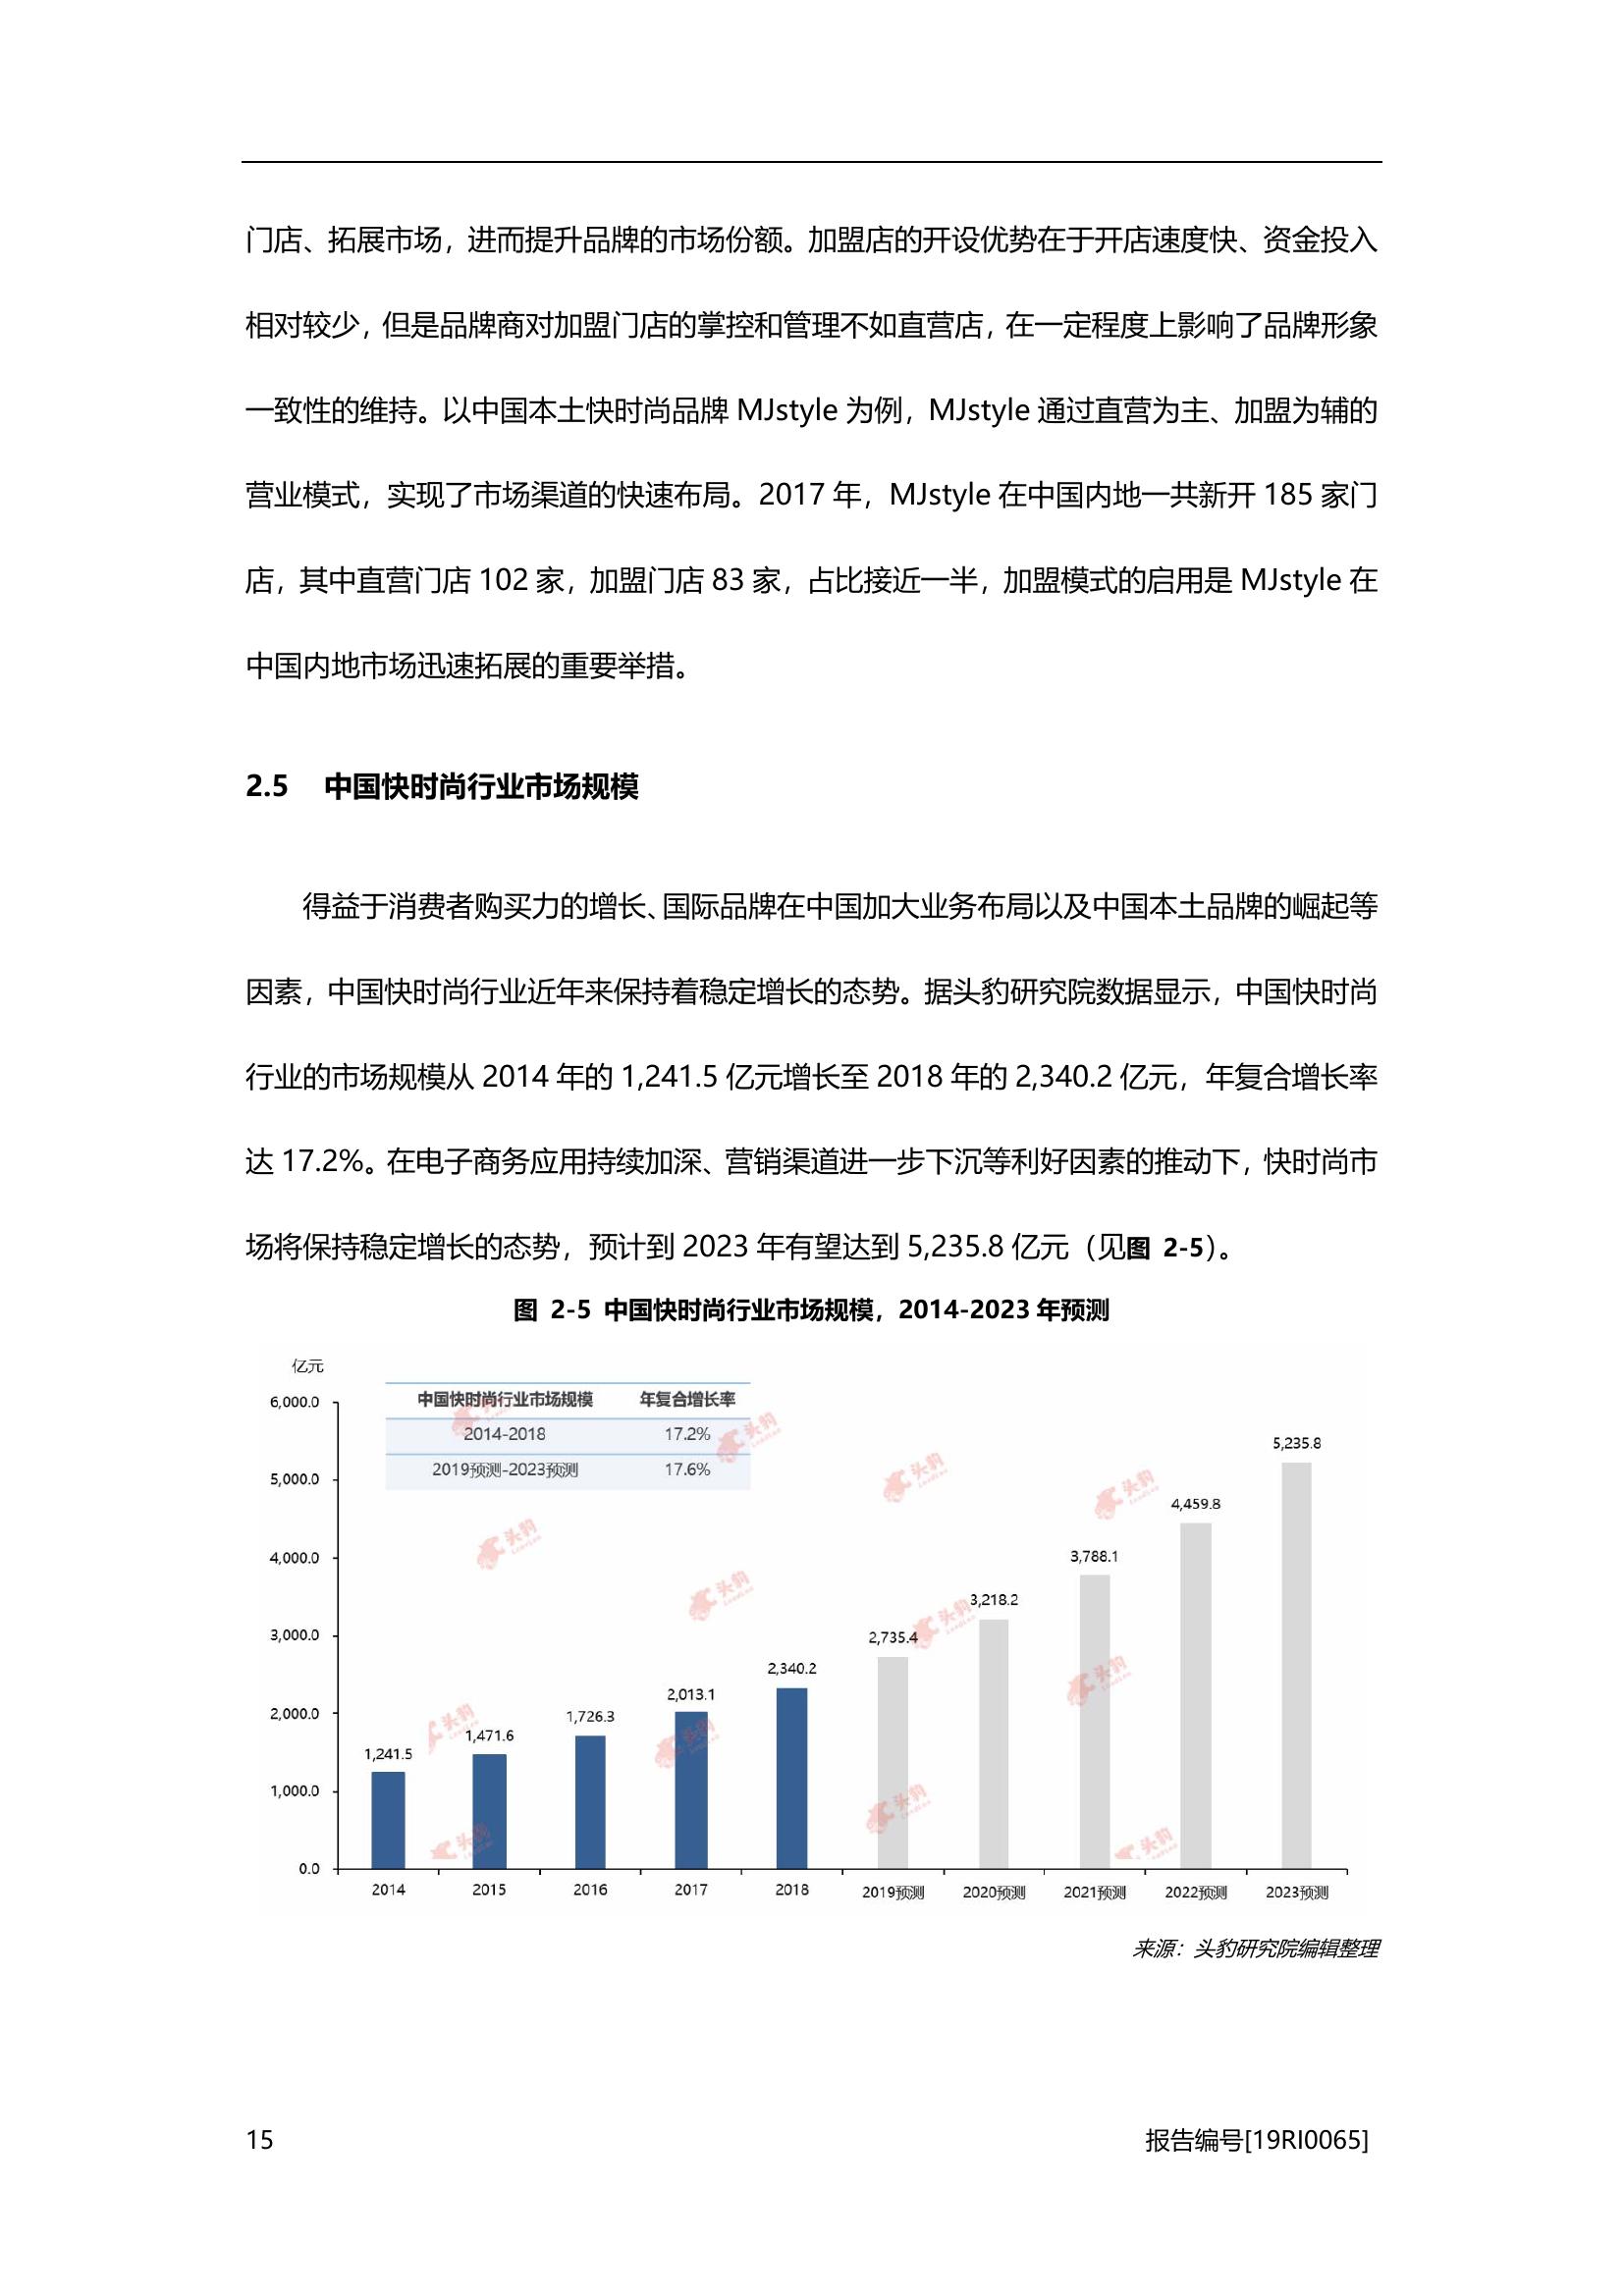 门店、拓展市场，进而提升品牌的市场份额。加盟店的开设优势在于开店速度快、资金投入
相对较少，但是品牌商对加盟门店的掌控和管理不如直营店，在一定程度上影响了品牌形象
一致性的维持。以中国本土快时尚品牌 MJstyle 为例，MJstyle 通过直营为主、加盟为辅的
营业模式，实现了市场渠道的快速布局。2017 年，MJstyle 在中国内地一共新开 185 家门
店，其中直营门店 102 家，加盟门店 83 家，占比接近一半，加盟模式的启用是 MJstyle 在
中国内地市场迅速拓展的重要举措。
2.5 中国快时尚行业市场规模
得益于消费者购买力的增长、国际品牌在中国加大业务布局以及中国本土品牌的崛起等
因素，中国快时尚行业近年来保持着稳定增长的态势。据头豹研究院数据显示，中国快时尚
行业的市场规模从 2014 年的 1,241.5 亿元增长至 2018 年的 2,340.2 亿元，年复合增长率
达 17.2%。在电子商务应用持续加深、营销渠道进一步下沉等利好因素的推动下，快时尚市
场将保持稳定增长的态势，预计到 2023 年有望达到 5,235.8 亿元（见图 2-5）。
图 2-5 中国快时尚行业市场规模，2014-2023 年预测
亿元
中国快时尚行业市场规模 年复合增长率
2014-2018 17.2%
2019预测-2023预测 17.6%
6,000.0
5,000.0
4,000.0
3,000.0
2,000.0
1,000.0
0.0
1,241.5
1,471.6
1,726.3
2,013.1
2,340.2
2,735.4
3,218.2
3,788.1
4,459.8
5,235.8
2014 2015 2016 2017 2018 2019预测 2020预测 2021预测 2022预测 2023预测
头豹
头豹
头豹
头豹
头豹
头豹
头豹
头豹
头豹
头豹
头豹
头豹
来源：头豹研究院编辑整理
15 报告编号[19RI0065]